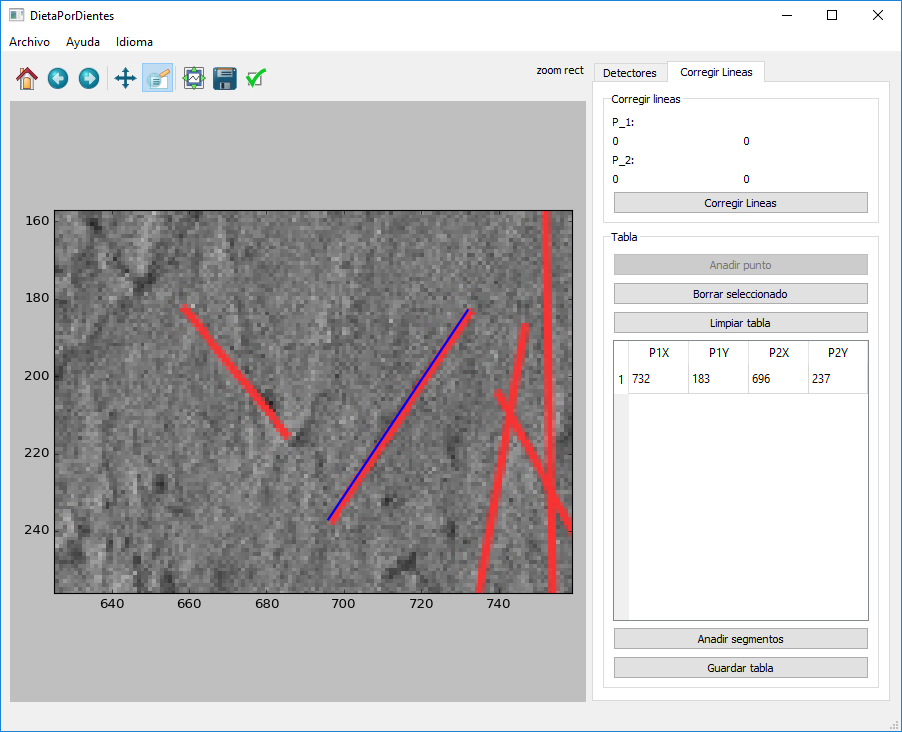 DietaPorDientes
Archivo Ayuda Idioma
zoom rect
Detectores Corregir Lineas
Corregir lineas
P_1:
0 0
P_2:
0 0
Corregir Lineas
Tabla
Anadir punto
Borrar seleccionado
Limpiar tabla
P1X P1Y P2X P2Y
1 732 183 696 237
Anadir segmentos
Guardar tabla
160
180
200
220
240
640 660 680 700 720 740